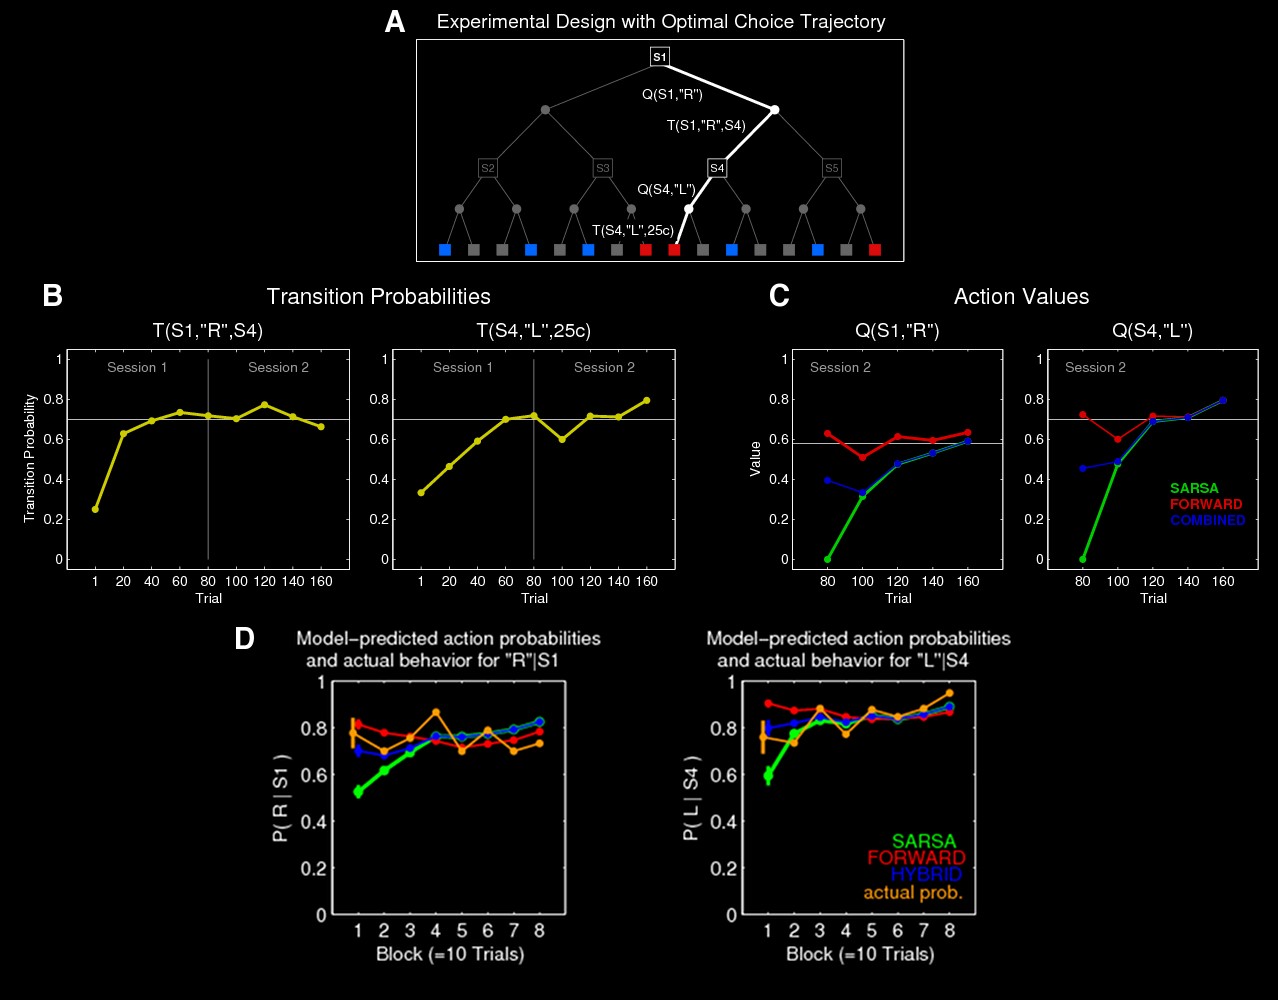 A Experimental Design with Optimal Choice Trajectory
S1
Q(S1,"R")
T(S1,"R",S4)
S2 S3 S4 S5
Q(S4,"L")
T(S4,"L",25c)
B Transition Probabilities
T(S1,"R",S4) T(S4,"L",25c)
Session 1 Session 2 Session 1 Session 2
Transition Probability
1 0.8 0.6 0.4 0.2 0
1 20 40 60 80 100 120 140 160
Trial
1 0.8 0.6 0.4 0.2 0
1 20 40 60 80 100 120 140 160
Trial
C Action Values
Q(S1,"R") Q(S4,"L")
Session 2 Session 2
Value
1 0.8 0.6 0.4 0.2 0
80 100 120 140 160
Trial
1 0.8 0.6 0.4 0.2 0
SARSA
FORWARD
COMBINED
80 100 120 140 160
Trial
D Model-predicted action probabilities
and actual behavior for "R"|S1
P( R | S1 )
1 0.8 0.6 0.4 0.2 0
1 2 3 4 5 6 7 8
Block (=10 Trials)
Model-predicted action probabilities
and actual behavior for "L"|S4
P( L | S4 )
1 0.8 0.6 0.4 0.2 0
SARSA
FORWARD
HYBRID
actual prob.
1 2 3 4 5 6 7 8
Block (=10 Trials)